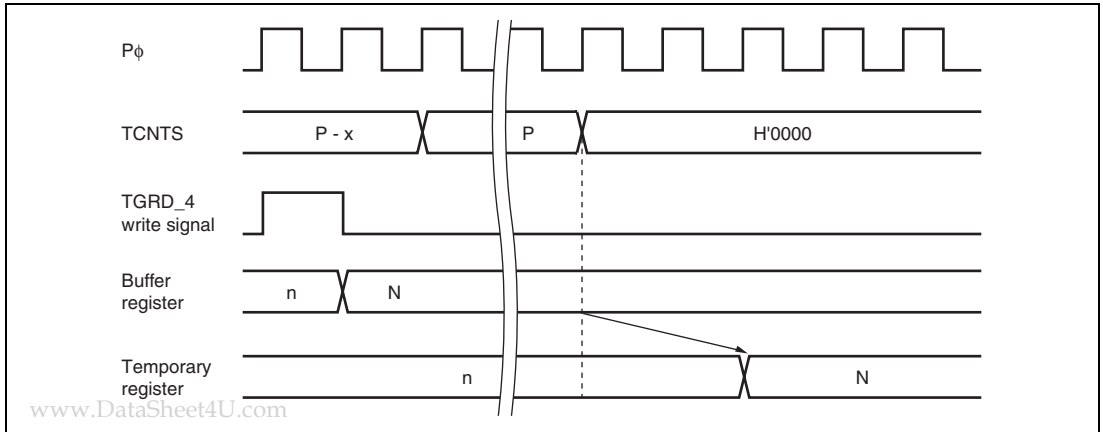 Pϕ
TCNTS
P - x
P
H'0000
TGRD_4
write signal
Buffer
register
n
N
Temporary
register
n
N
www.DataSheet4U.com